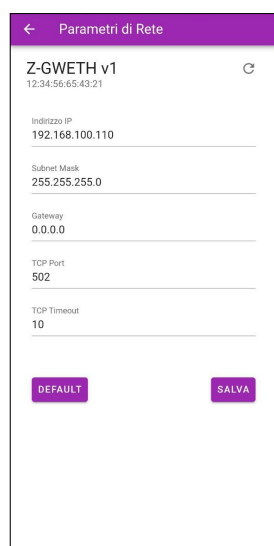 Parametri di Rete
Z-GWETH v1
12:34:56:65:43:21
Indirizzo IP
192.168.100.110
Subnet Mask
255.255.255.0
Gateway
0.0.0.0
TCP Port
502
TCP Timeout
10
DEFAULT SALVA